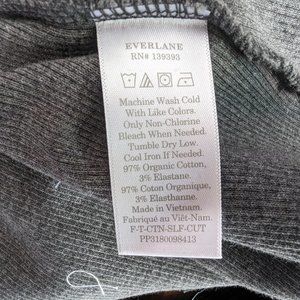 EVERLANE
RN# 139393
Machine Wash Cold
With Like Colors.
Only Non-Chlorine
Bleach When Needed.
Tumble Dry Low.
Cool Iron If Needed.
97% Organic Cotton,
3% Elastane.
97% Coton Organique,
3% Elasthanne.
Made in Vietnam.
Fabriqué au Viêt-Nam.
F-T-CTN-SLF-CUT
PP3180098413